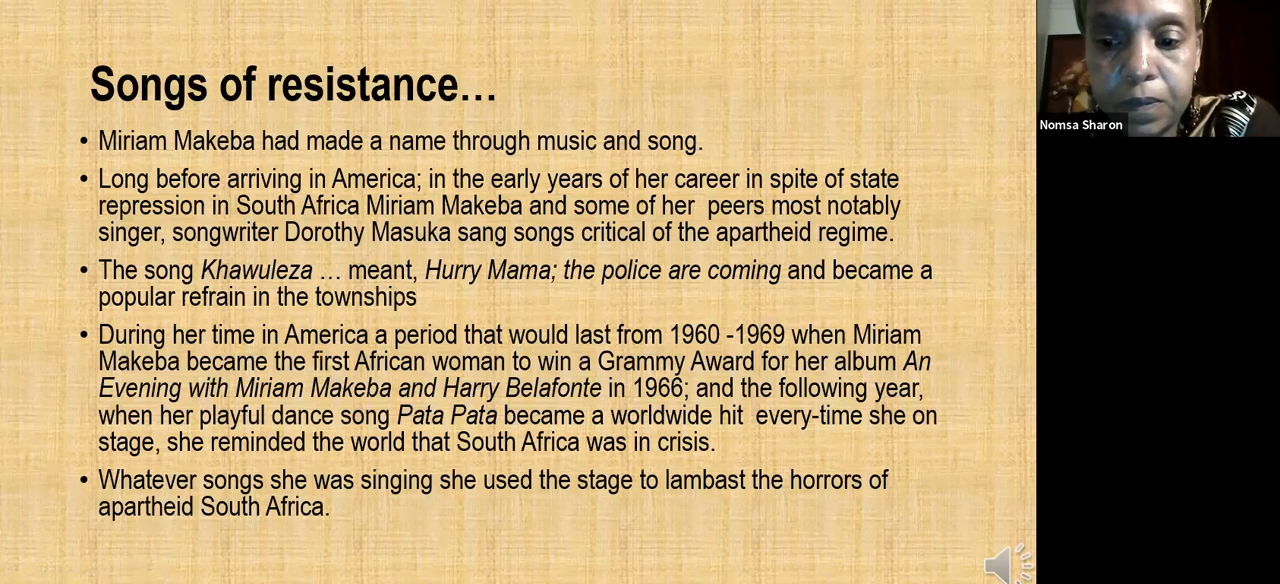 Songs of resistance…
• Miriam Makeba had made a name through music and song.
• Long before arriving in America; in the early years of her career in spite of state
repression in South Africa Miriam Makeba and some of her  peers most notably
singer, songwriter Dorothy Masuka sang songs critical of the apartheid regime.
• The song Khawuleza … meant, Hurry Mama; the police are coming and became a
popular refrain in the townships
• During her time in America a period that would last from 1960 -1969 when Miriam
Makeba became the first African woman to win a Grammy Award for her album An
Evening with Miriam Makeba and Harry Belafonte in 1966; and the following year,
when her playful dance song Pata Pata became a worldwide hit  every-time she on
stage, she reminded the world that South Africa was in crisis.
• Whatever songs she was singing she used the stage to lambast the horrors of
apartheid South Africa.
Nomsa Sharon